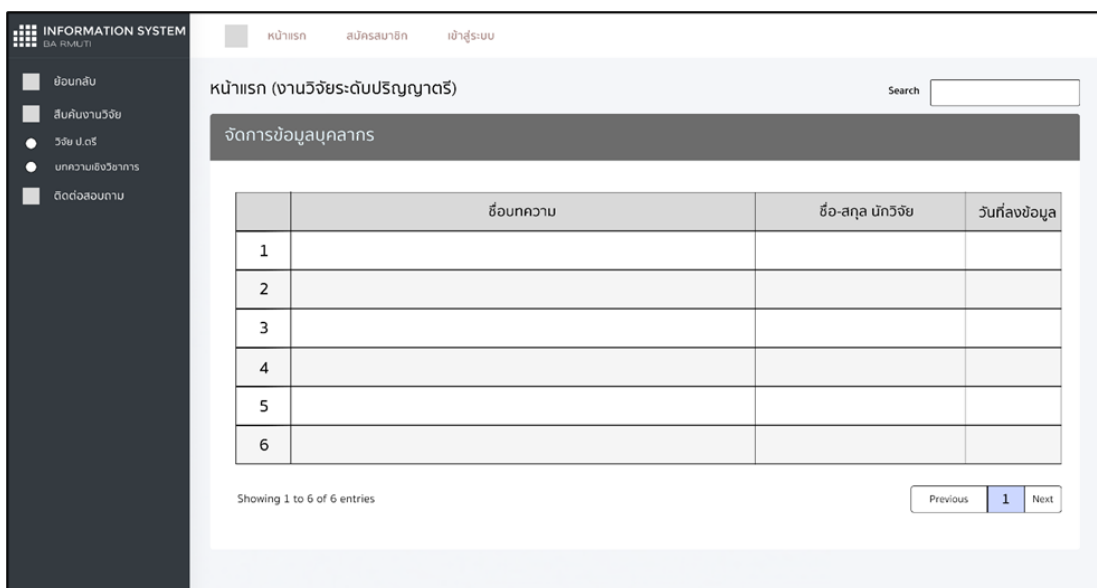 INFORMATION SYSTEM
BA RMUTI
หน้าแรก สมัครสมาชิก เข้าสู่ระบบ
ย้อนกลับ
สืบค้นงานวิจัย
วิจัย ป.ตรี
บทความเชิงวิชาการ
ติดต่อสอบถาม
หน้าแรก (งานวิจัยระดับปริญญาตรี)
Search
จัดการข้อมูลบุคลากร
ชื่อบทความ ชื่อ-สกุล นักวิจัย วันที่ลงข้อมูล
1
2
3
4
5
6
Showing 1 to 6 of 6 entries
Previous 1 Next